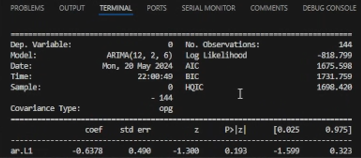 PROBLEMS OUTPUT TERMINAL PORTS SERIAL MONITOR COMMENTS DEBUG CONSOLE
==============================================================================
Dep. Variable: 0 No. Observations: 144
Model: ARIMA(12, 2, 6) Log Likelihood -818.799
Date: Mon, 20 May 2024 AIC 1675.598
Time: 22:00:49 BIC 1731.759
Sample: 0 HQIC 1698.420
- 144
Covariance Type: opg
==============================================================================
coef std err z P>|z| [0.025 0.975]
------------------------------------------------------------------------------
ar.L1 -0.6378 0.490 -1.300 0.193 -1.599 0.323